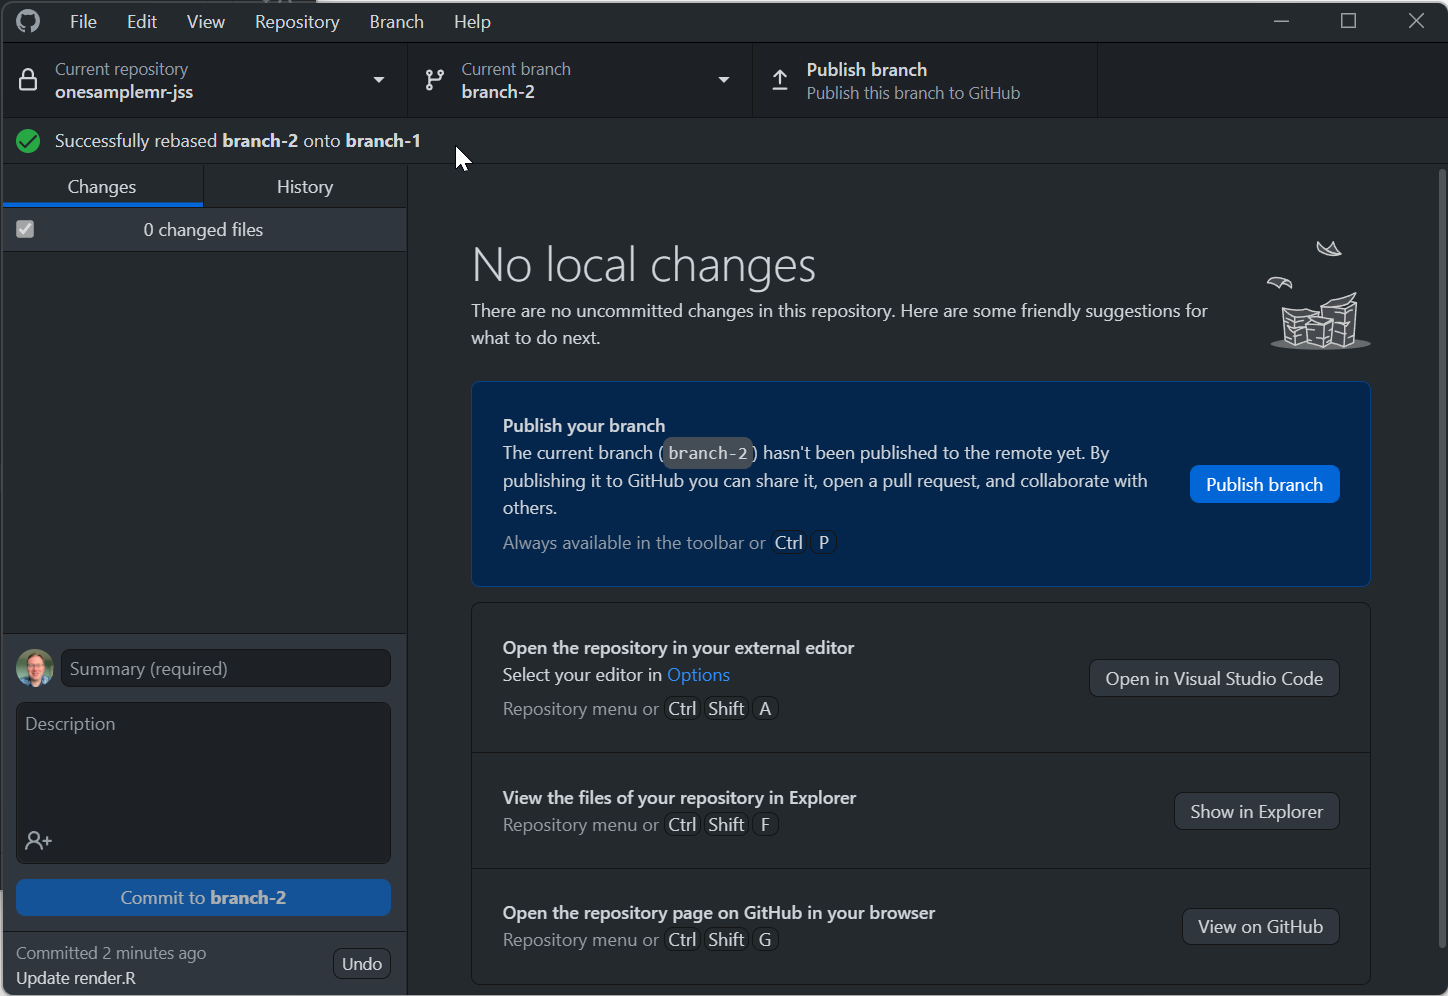 File Edit View Repository Branch Help
Current repository
onesamplemr-jss
Current branch
branch-2
Publish branch
Publish this branch to GitHub
Successfully rebased branch-2 onto branch-1
Changes
History
0 changed files
No local changes
There are no uncommitted changes in this repository. Here are some friendly suggestions for
what to do next.
Publish your branch
The current branch (branch-2) hasn't been published to the remote yet. By
publishing it to GitHub you can share it, open a pull request, and collaborate with
others.
Always available in the toolbar or Ctrl P
Publish branch
Open the repository in your external editor
Select your editor in Options
Repository menu or Ctrl Shift A
Open in Visual Studio Code
View the files of your repository in Explorer
Repository menu or Ctrl Shift F
Show in Explorer
Open the repository page on GitHub in your browser
Repository menu or Ctrl Shift G
View on GitHub
Summary (required)
Description
Commit to branch-2
Committed 2 minutes ago
Update render.R
Undo